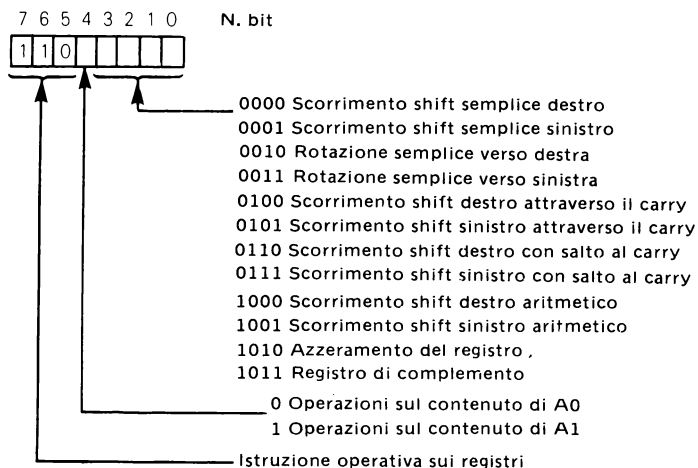 7 6 5 4 3 2 1 0 N. bit
1 1 0
0000 Scorrimento shift semplice destro
0001 Scorrimento shift semplice sinistro
0010 Rotazione semplice verso destra
0011 Rotazione semplice verso sinistra
0100 Scorrimento shift destro attraverso il carry
0101 Scorrimento shift sinistro attraverso il carry
0110 Scorrimento shift destro con salto al carry
0111 Scorrimento shift sinistro con salto al carry
1000 Scorrimento shift destro aritmetico
1001 Scorrimento shift sinistro aritmetico
1010 Azzeramento del registro .
1011 Registro di complemento
0 Operazioni sul contenuto di A0
1 Operazioni sul contenuto di A1
Istruzione operativa sui registri